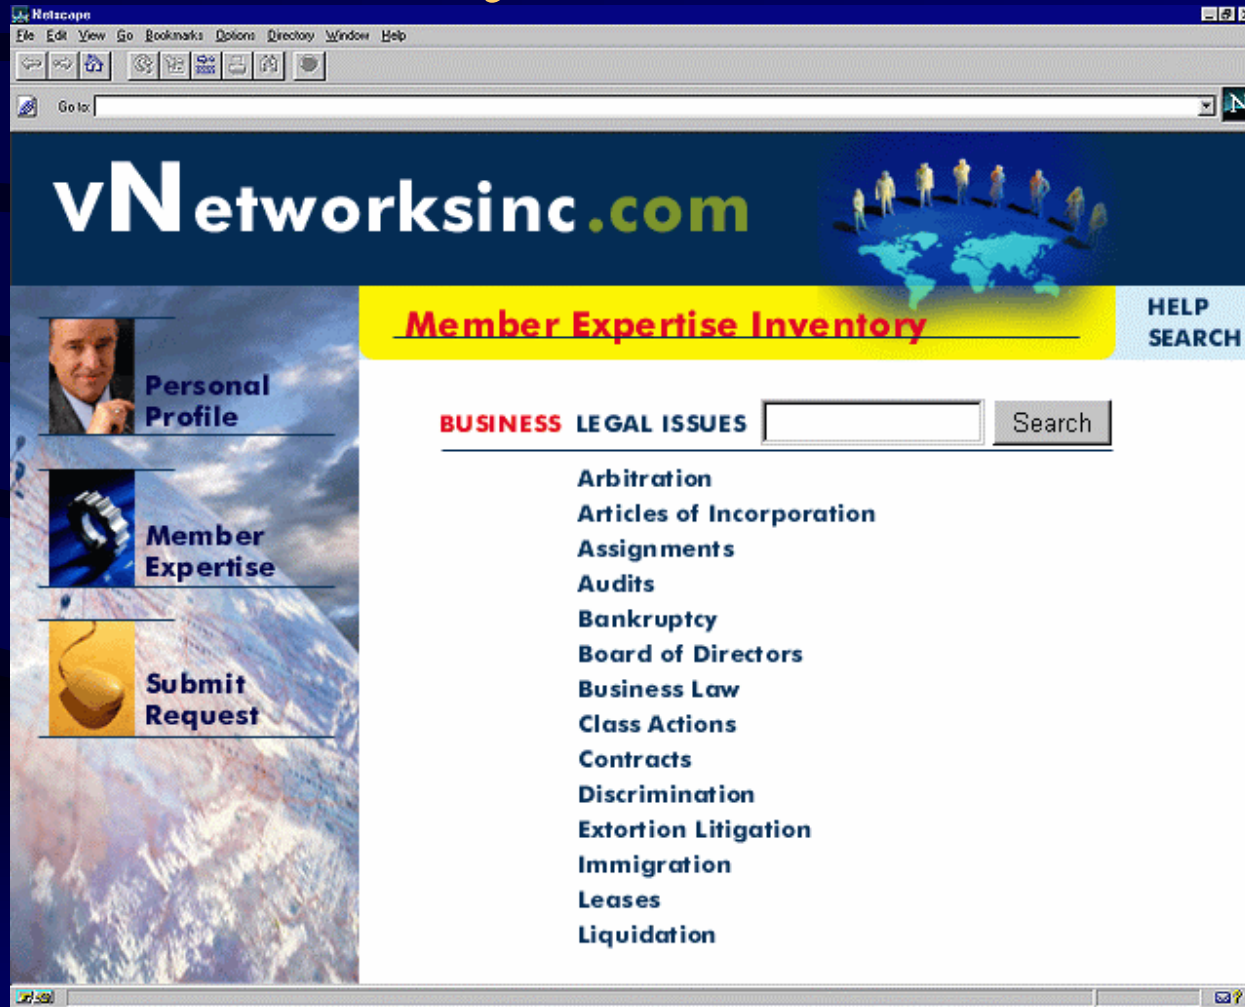 Netscape
File Edit View Go Bookmarks Options Directory Window Help
Go to:
N
vNetworksinc.com
Member Expertise Inventory
HELP
SEARCH
Personal
Profile
Member
Expertise
Submit
Request
BUSINESS LEGAL ISSUES Search
Arbitration
Articles of Incorporation
Assignments
Audits
Bankruptcy
Board of Directors
Business Law
Class Actions
Contracts
Discrimination
Extortion Litigation
Immigration
Leases
Liquidation